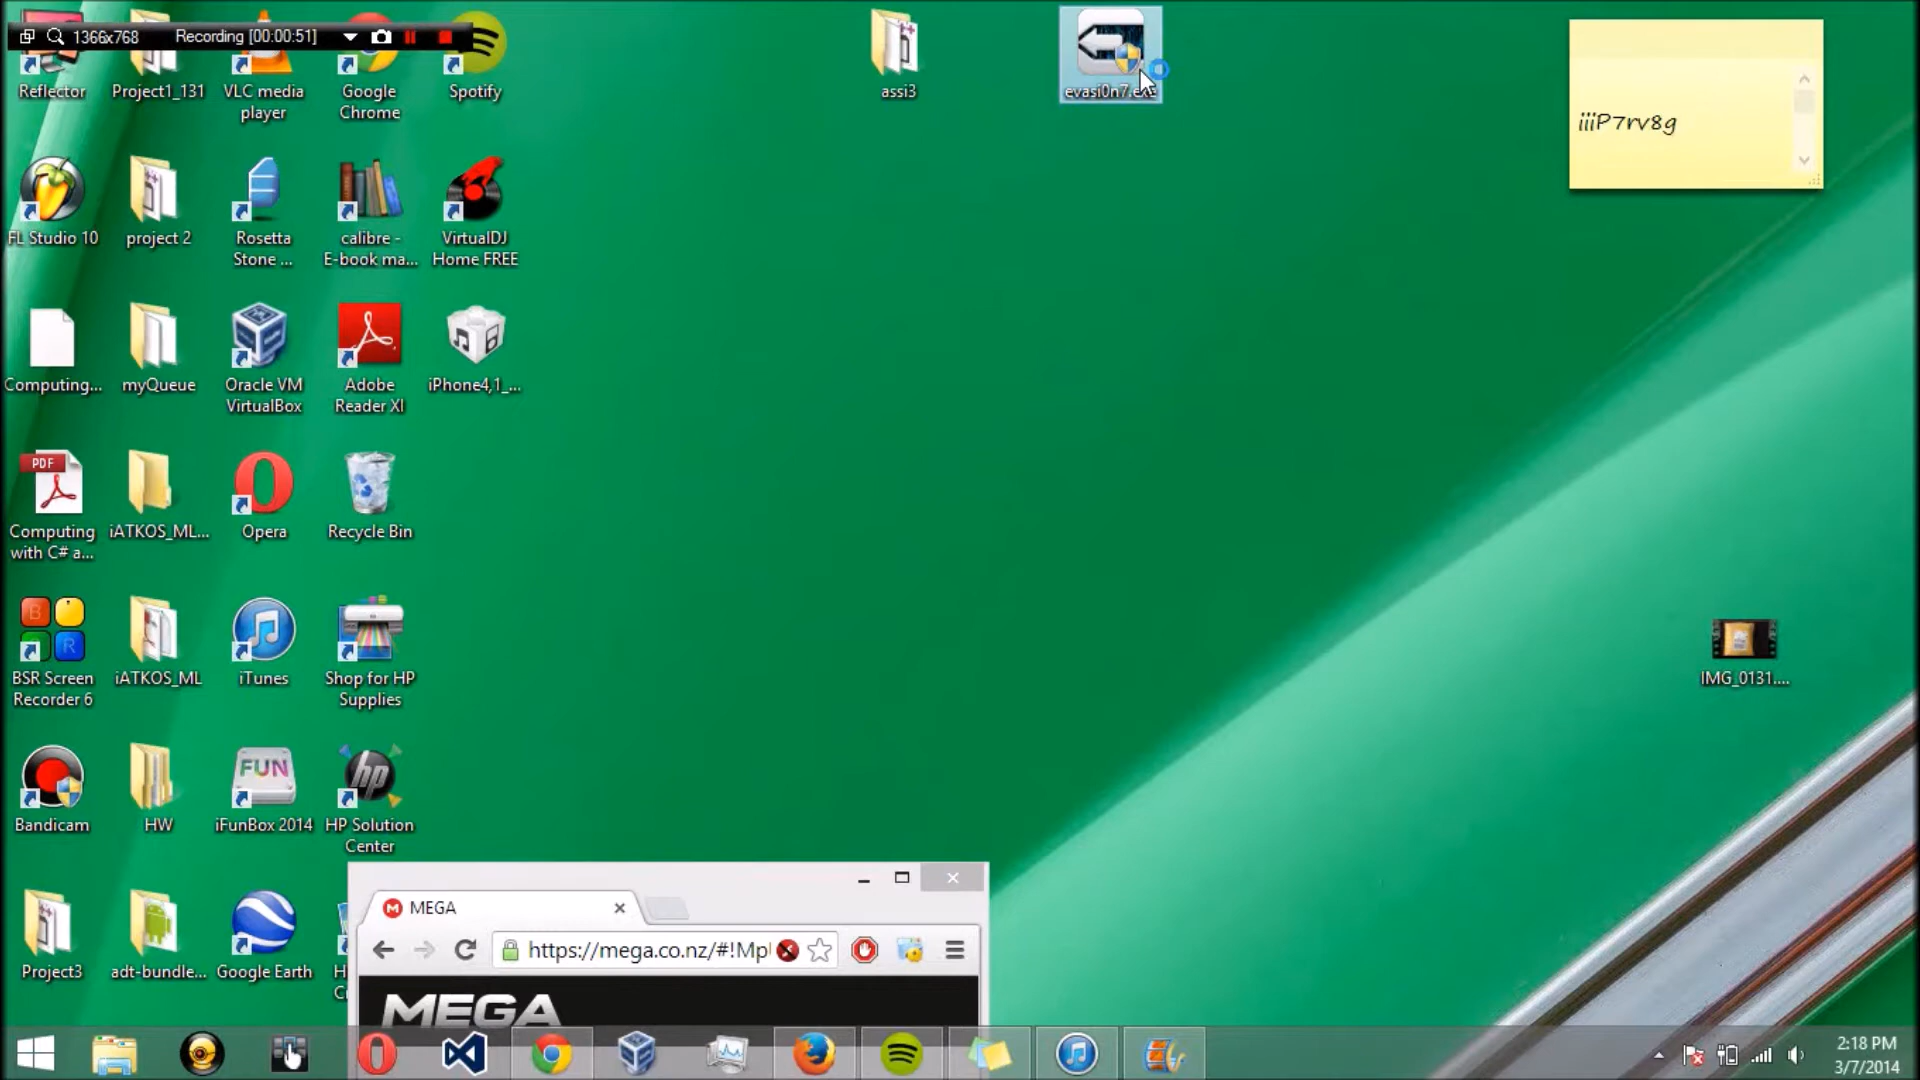 1366x768 Recording [00:00:51]
Reflector
Project1_131
VLC media
player
Google
Chrome
Spotify
assi3
iiiP7rv8g
FL Studio 10
project 2
Rosetta
Stone ...
calibre -
E-book ma...
VirtualDJ
Home FREE
Computing...
myQueue
Oracle VM
VirtualBox
Adobe
Reader XI
iPhone4,1_...
PDF
Computing
with C# a...
iATKOS_ML...
Opera
Recycle Bin
BSR Screen
Recorder 6
iATKOS_ML
iTunes
Shop for HP
Supplies
IMG_0131....
FUN
hp
Bandicam
HW
iFunBox 2014
HP Solution
Center
Project3
adt-bundle...
Google Earth
MEGA
https://mega.co.nz/#!Mp
MEGA
2:18 PM
3/7/2014